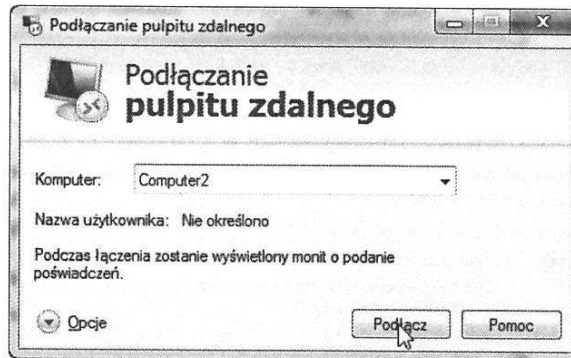 Podłączanie pulpitu zdalnego
Podłączanie
pulpitu zdalnego
Komputer: Computer2
Nazwa użytkownika: Nie określono
Podczas łączenia zostanie wyświetlony monit o podanie
poświadczeń.
Opcje Podłącz Pomoc